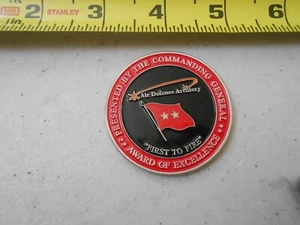 2 STANLEY 3 4 5
PRESENTED BY THE COMMANDING GENERAL
Air Defense Artillery
"FIRST TO FIRE"
AWARD OF EXCELLENCE